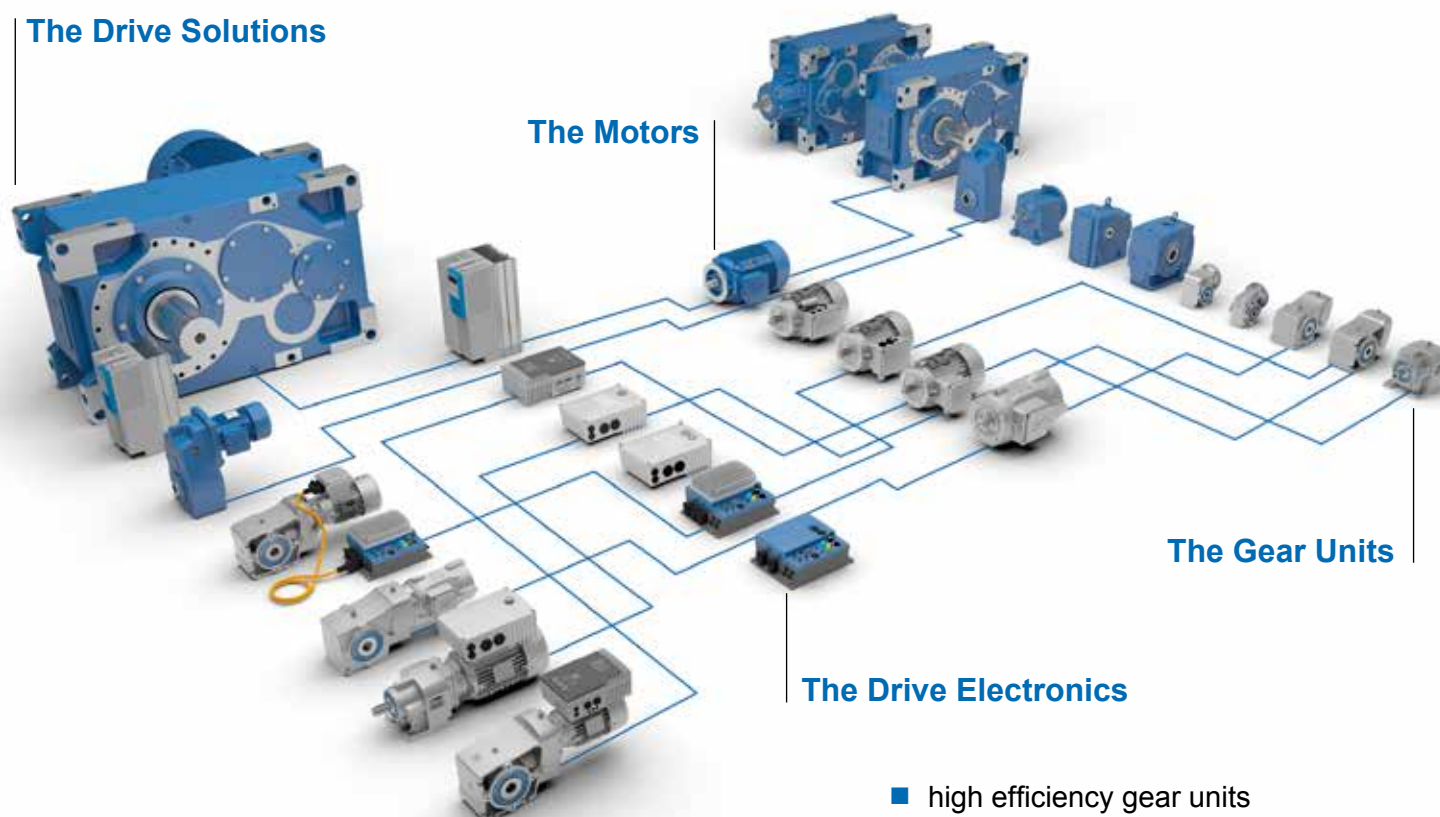 The Drive Solutions
The Motors
The Gear Units
The Drive Electronics
high efficiency gear units